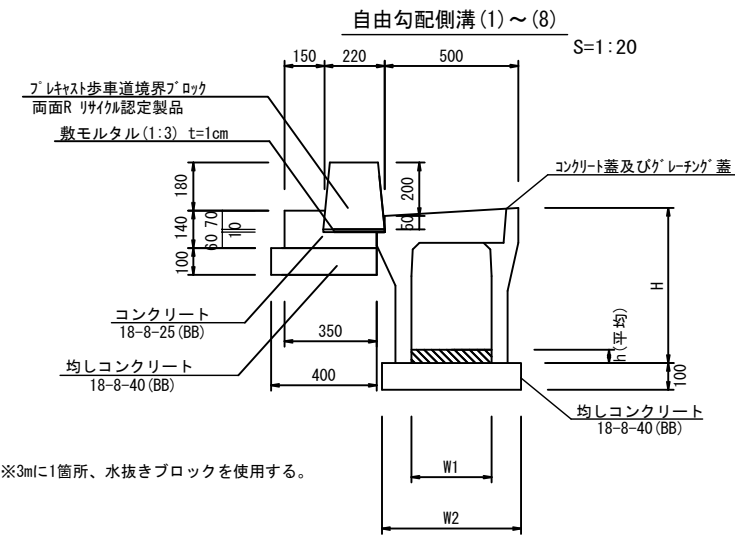 自由勾配側溝(1)～(8)
S=1:20
150
220
500
ﾌﾟﾚｷｬｽﾄ歩車道境界ﾌﾞﾛｯｸ
両面R ﾘｻｲｸﾙ認定製品
敷モルタル(1:3) t=1cm
ｺﾝｸﾘｰﾄ蓋及びｸﾞﾚｰﾁﾝｸﾞ蓋
180
140
100
70
60
10
200
50
H
h(平均)
100
コンクリート
18-8-25(BB)
350
均しコンクリート
18-8-40(BB)
400
均しコンクリート
18-8-40(BB)
W1
W2
※3mに1箇所、水抜きブロックを使用する。